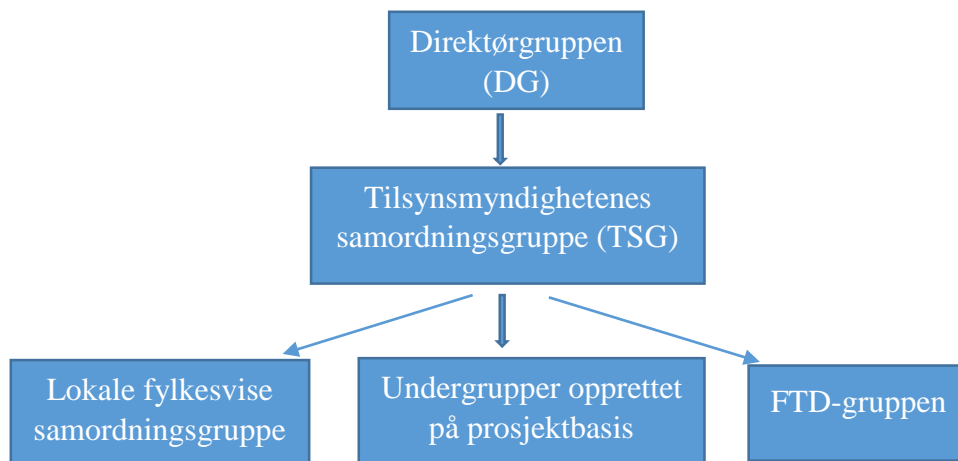 Direktørgruppen
(DG)
Tilsynsmyndighetenes
samordningsgruppe (TSG)
Lokale fylkesvise
samordningsgruppe
Undergrupper opprettet
på prosjektbasis
FTD-gruppen